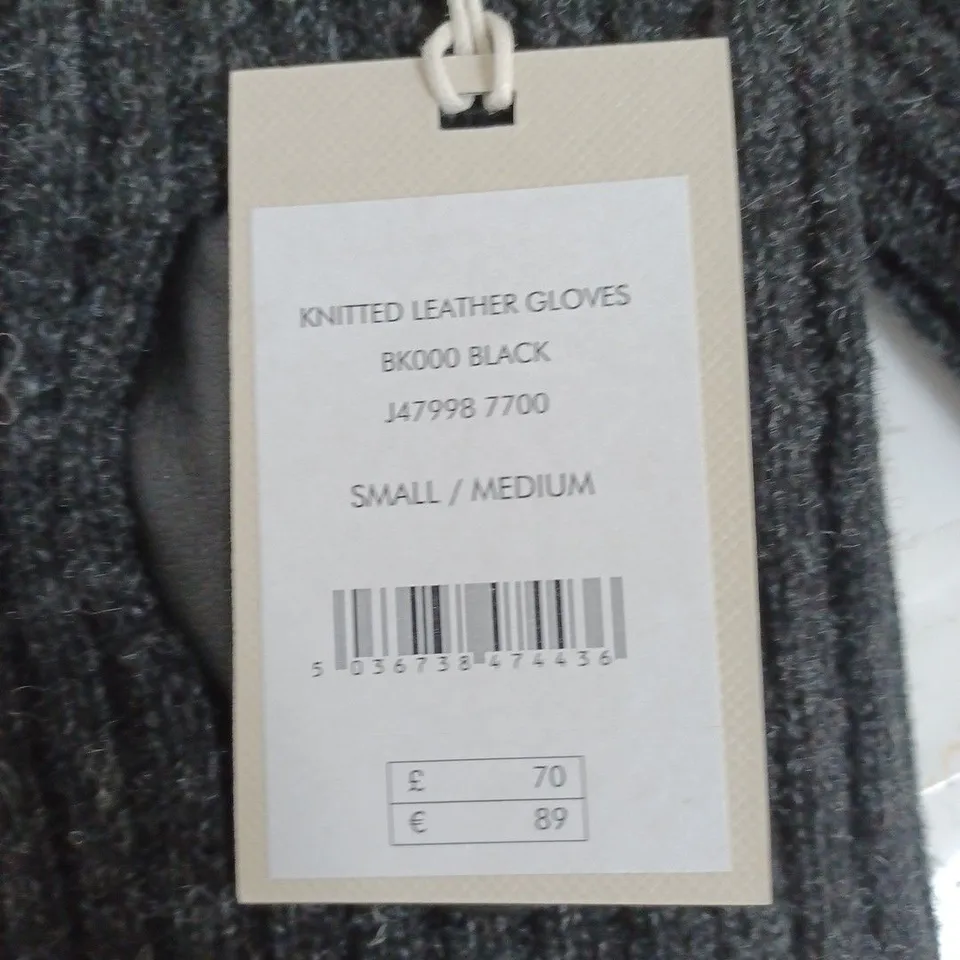 KNITTED LEATHER GLOVES
BK000 BLACK
J47998 7700
SMALL / MEDIUM
5 036738 474436
£ 70
€ 89